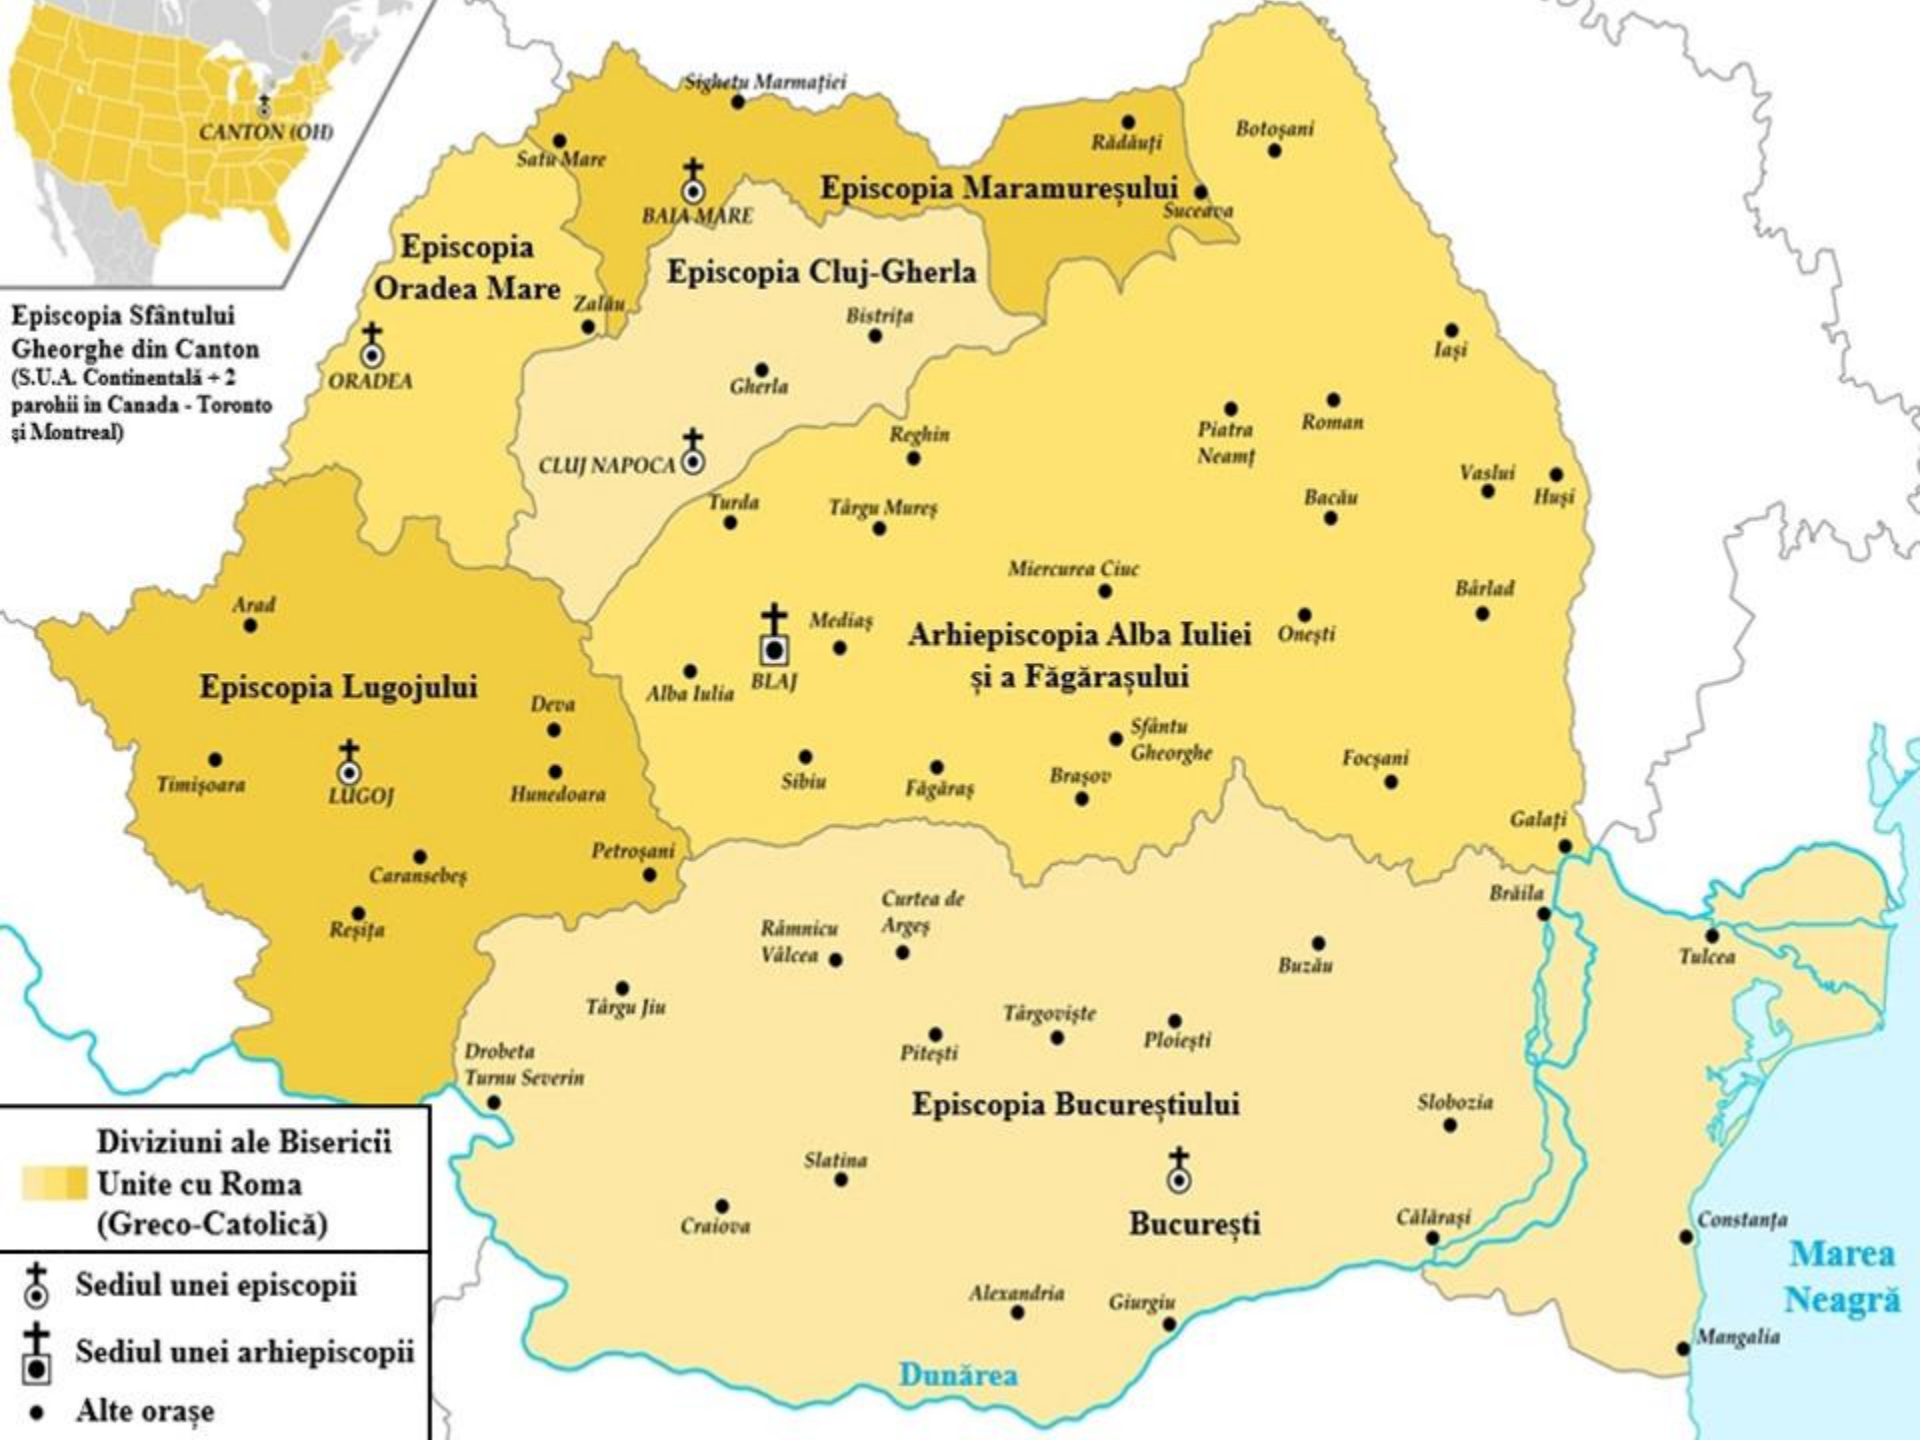 CANTON (OH)
Episcopia Sfântului
Gheorghe din Canton
(S.U.A. Continentală + 2
parohii în Canada - Toronto
și Montreal)
Sighetu Marmației
Satu Mare
BAIA MARE
Rădăuți
Botoșani
Episcopia Maramureșului
Suceava
Episcopia
Oradea Mare
Zalău
ORADEA
Episcopia Cluj-Gherla
Bistrița
Gherla
CLUJ NAPOCA
Iași
Reghin
Piatra
Neamț
Roman
Turda
Târgu Mureș
Bacău
Vaslui
Huși
Miercurea Ciuc
Bârlad
Arad
Mediaș
Arhiepiscopia Alba Iuliei
și a Făgărașului
Onești
Episcopia Lugojului
Alba Iulia
BLAJ
Deva
Sfântu
Gheorghe
Timișoara
LUGOJ
Hunedoara
Sibiu
Făgăraș
Brașov
Focșani
Galați
Petroșani
Caransebeș
Reșița
Brăila
Curtea de
Argeș
Râmnicu
Vâlcea
Buzău
Tulcea
Târgu Jiu
Târgoviște
Pitești
Ploiești
Drobeta
Turnu Severin
Episcopia Bucureștiului
Slobozia
Slatina
Craiova
București
Călărași
Constanța
Marea
Neagră
Alexandria
Giurgiu
Mangalia
Dunărea
Diviziuni ale Bisericii
Unite cu Roma
(Greco-Catolică)
Sediul unei episcopii
Sediul unei arhiepiscopii
Alte orașe